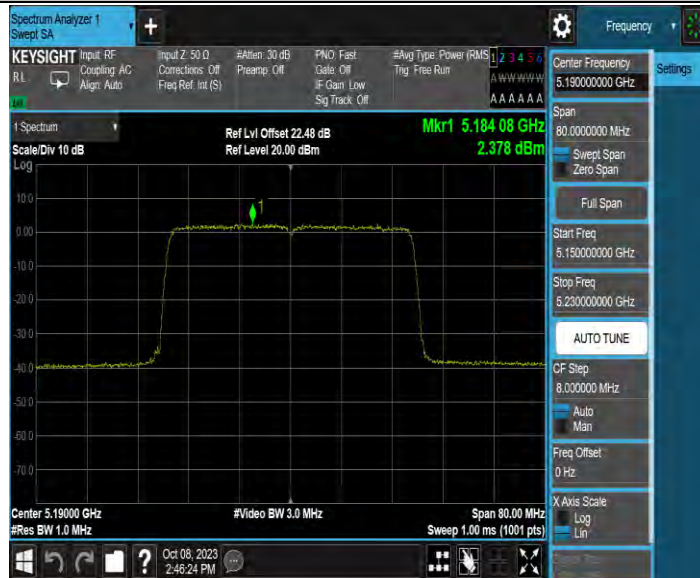 Spectrum Analyzer 1
Swept SA
Frequency
KEYSIGHT
RL
Input: RF
Coupling: AC
Align: Auto
Input Z: 50 Ω
Corrections: Off
Freq Ref: Int (S)
#Atten: 30 dB
Preamp: Off
PNO: Fast
Gate: Off
IF Gain: Low
Sig Track: Off
#Avg Type: Power (RMS
Trig: Free Run
1 2 3 4 5 6
A W W W W W
A A A A A A
1 Spectrum
Scale/Div 10 dB
Log
Ref Lvl Offset 22.48 dB
Ref Level 20.00 dBm
Mkr1 5.184 08 GHz
2.378 dBm
1
10.0
0.00
-10.0
-20.0
-30.0
-40.0
-50.0
-60.0
-70.0
Center 5.19000 GHz
#Res BW 1.0 MHz
#Video BW 3.0 MHz
Span 80.00 MHz
Sweep 1.00 ms (1001 pts)
Oct 08, 2023
2:46:24 PM
Center Frequency
5.190000000 GHz
Span
80.0000000 MHz
Swept Span
Zero Span
Full Span
Start Freq
5.150000000 GHz
Stop Freq
5.230000000 GHz
AUTO TUNE
CF Step
8.000000 MHz
Auto
Man
Freq Offset
0 Hz
X Axis Scale
Log
Lin
Settings